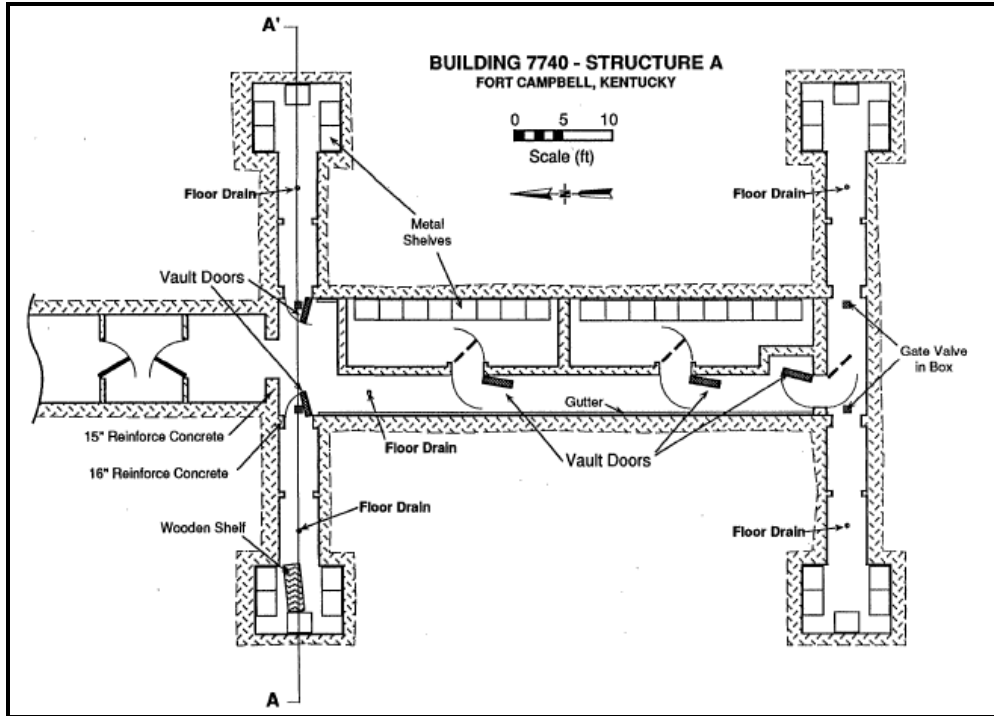 A'
BUILDING 7740 - STRUCTURE A
FORT CAMPBELL, KENTUCKY
0 5 10
Scale (ft)
Floor Drain
Floor Drain
Metal
Shelves
Vault Doors
Gate Valve
in Box
Gutter
15" Reinforce Concrete
Floor Drain
Vault Doors
16" Reinforce Concrete
Floor Drain
Wooden Shelf
Floor Drain
A